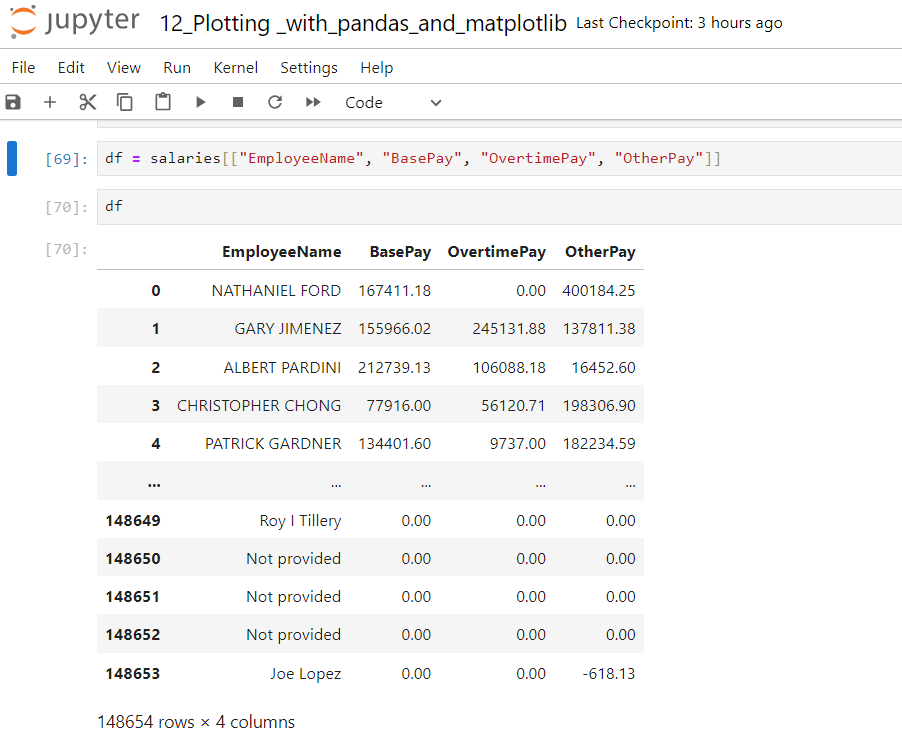 jupyter 12_Plotting _with_pandas_and_matplotlib Last Checkpoint: 3 hours ago
File Edit View Run Kernel Settings Help
Code
[69]: df = salaries[["EmployeeName", "BasePay", "OvertimePay", "OtherPay"]]
[70]: df
[70]:
EmployeeName BasePay OvertimePay OtherPay
0 NATHANIEL FORD 167411.18 0.00 400184.25
1 GARY JIMENEZ 155966.02 245131.88 137811.38
2 ALBERT PARDINI 212739.13 106088.18 16452.60
3 CHRISTOPHER CHONG 77916.00 56120.71 198306.90
4 PATRICK GARDNER 134401.60 9737.00 182234.59
... ... ... ... ...
148649 Roy I Tillery 0.00 0.00 0.00
148650 Not provided 0.00 0.00 0.00
148651 Not provided 0.00 0.00 0.00
148652 Not provided 0.00 0.00 0.00
148653 Joe Lopez 0.00 0.00 -618.13
148654 rows × 4 columns